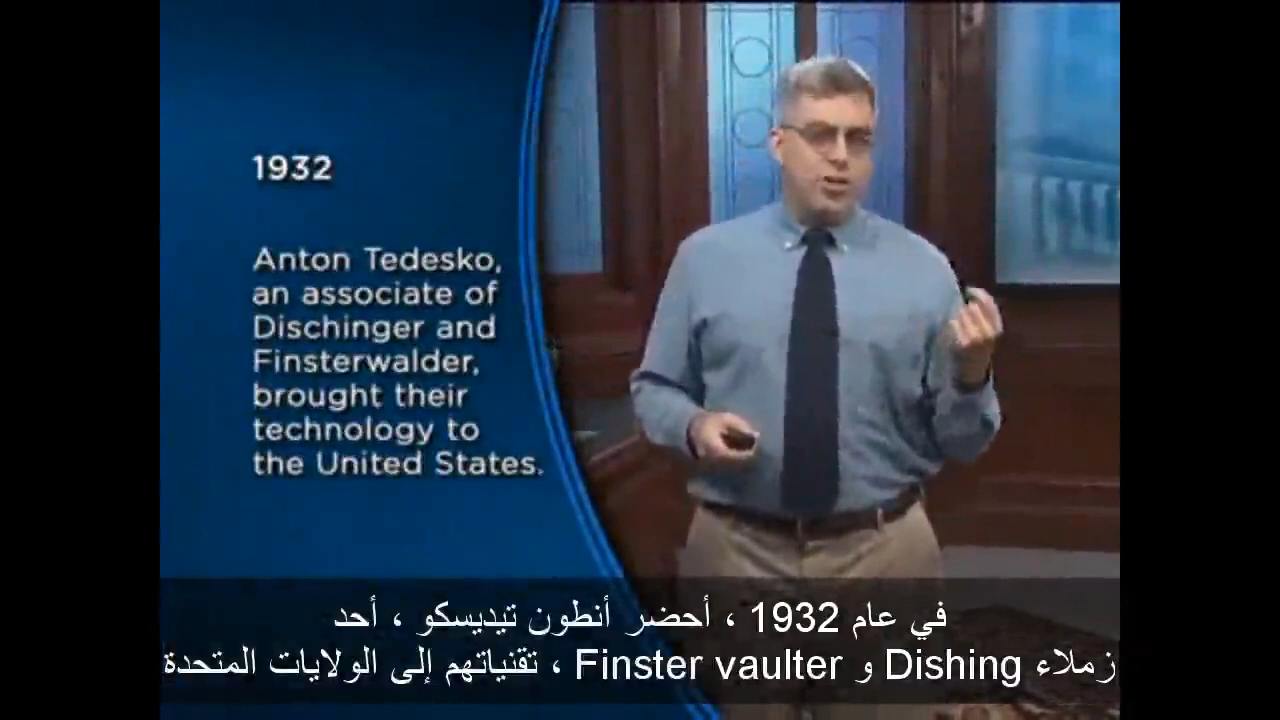 1932
Anton Tedesko,
an associate of
Dischinger and
Finsterwalder,
brought their
technology to
the United States.
في عام 1932 ، أحضر أنطون تيديسكو ، أحد
زملاء Dishing و Finster vaulter ، تقنياتهم إلى الولايات المتحدة